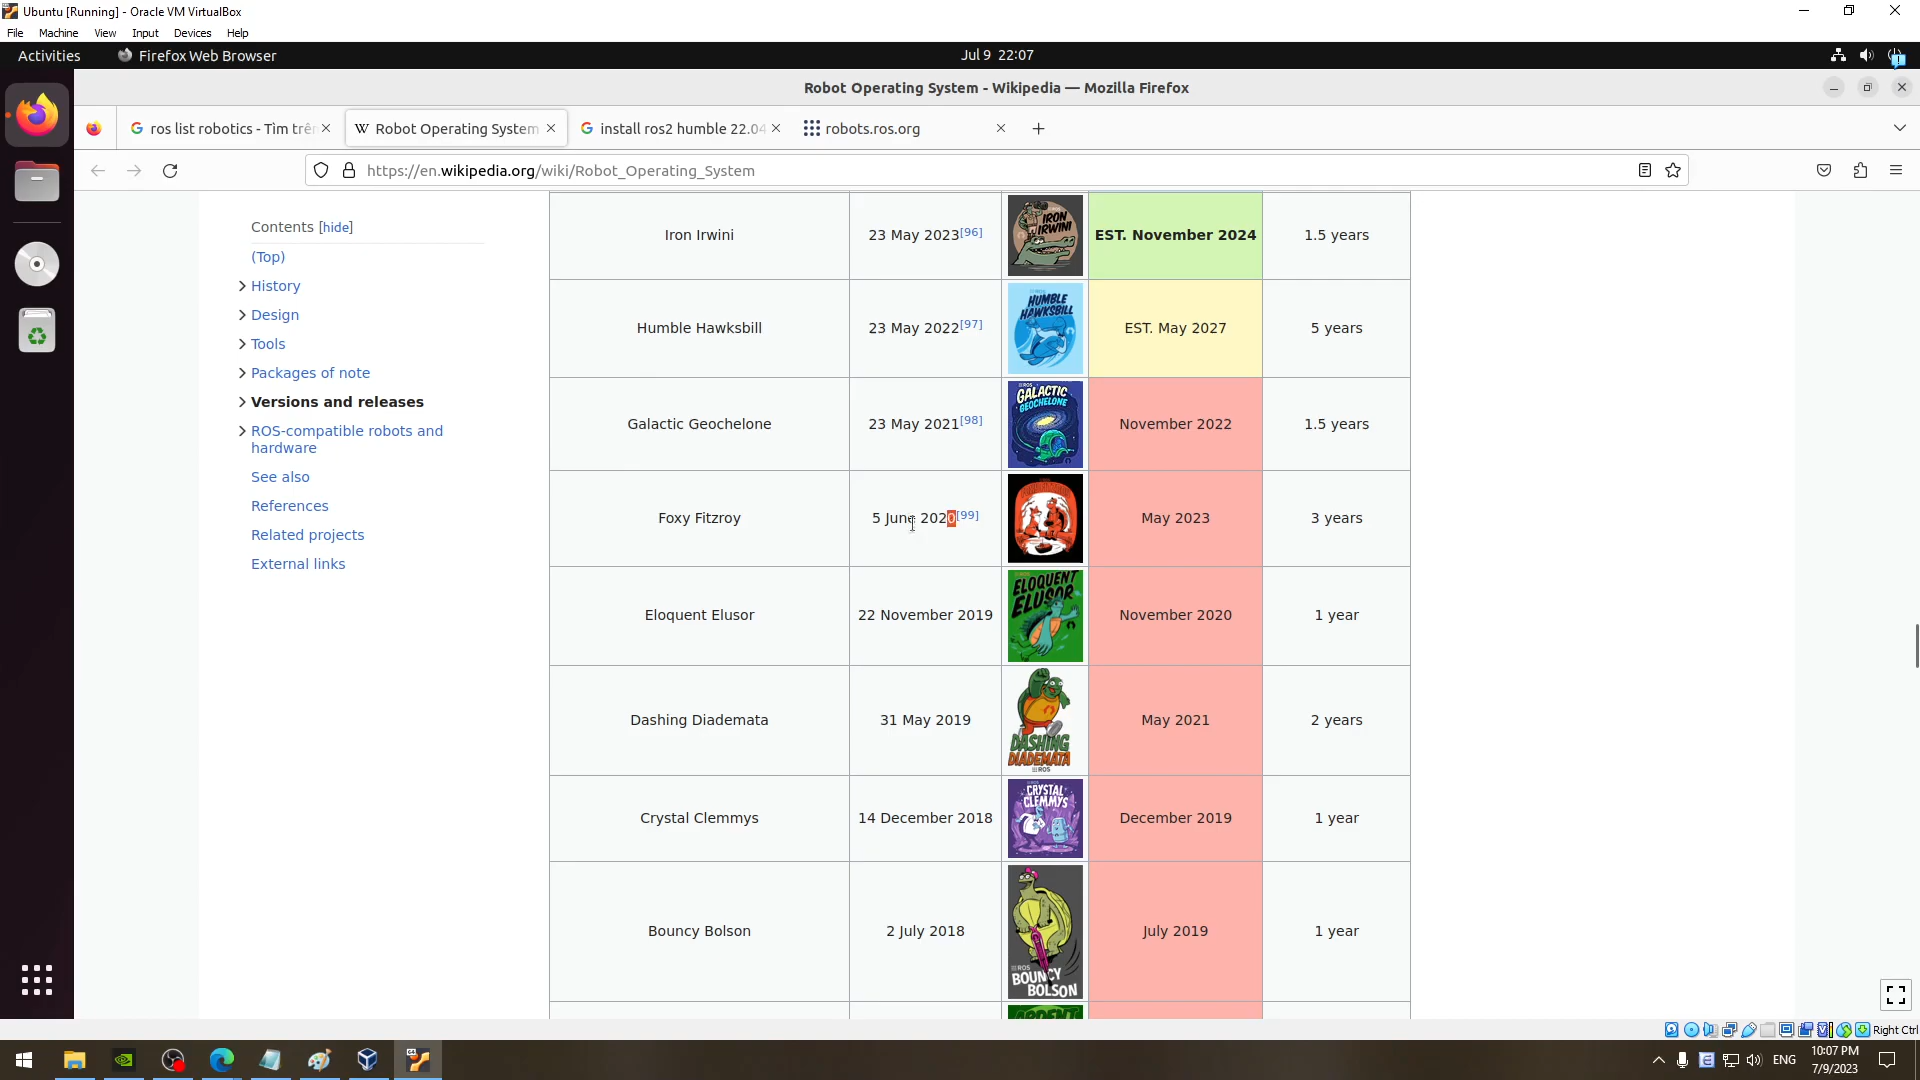 Ubuntu [Running] - Oracle VM VirtualBox
File Machine View Input Devices Help
Activities Firefox Web Browser Jul 9 22:07
Robot Operating System - Wikipedia — Mozilla Firefox
ros list robotics - Tìm trên
Robot Operating System
install ros2 humble 22.04
robots.ros.org
https://en.wikipedia.org/wiki/Robot_Operating_System
Contents [hide]
(Top)
History
Design
Tools
Packages of note
Versions and releases
ROS-compatible robots and
hardware
See also
References
Related projects
External links
Iron Irwini 23 May 2023[96] IRON IRWINI EST. November 2024 1.5 years
Humble Hawksbill 23 May 2022[97] HUMBLE HAWKSBILL EST. May 2027 5 years
Galactic Geochelone 23 May 2021[98] GALACTIC GEOCHELONE November 2022 1.5 years
Foxy Fitzroy 5 June 2020[99] May 2023 3 years
Eloquent Elusor 22 November 2019 ELOQUENT ELUSOR November 2020 1 year
Dashing Diademata 31 May 2019 DASHING DIADEMATA ROS May 2021 2 years
Crystal Clemmys 14 December 2018 CRYSTAL CLEMMYS December 2019 1 year
Bouncy Bolson 2 July 2018 ROS BOUNCY BOLSON July 2019 1 year
ARDENT
Right Ctrl
ENG
10:07 PM
7/9/2023